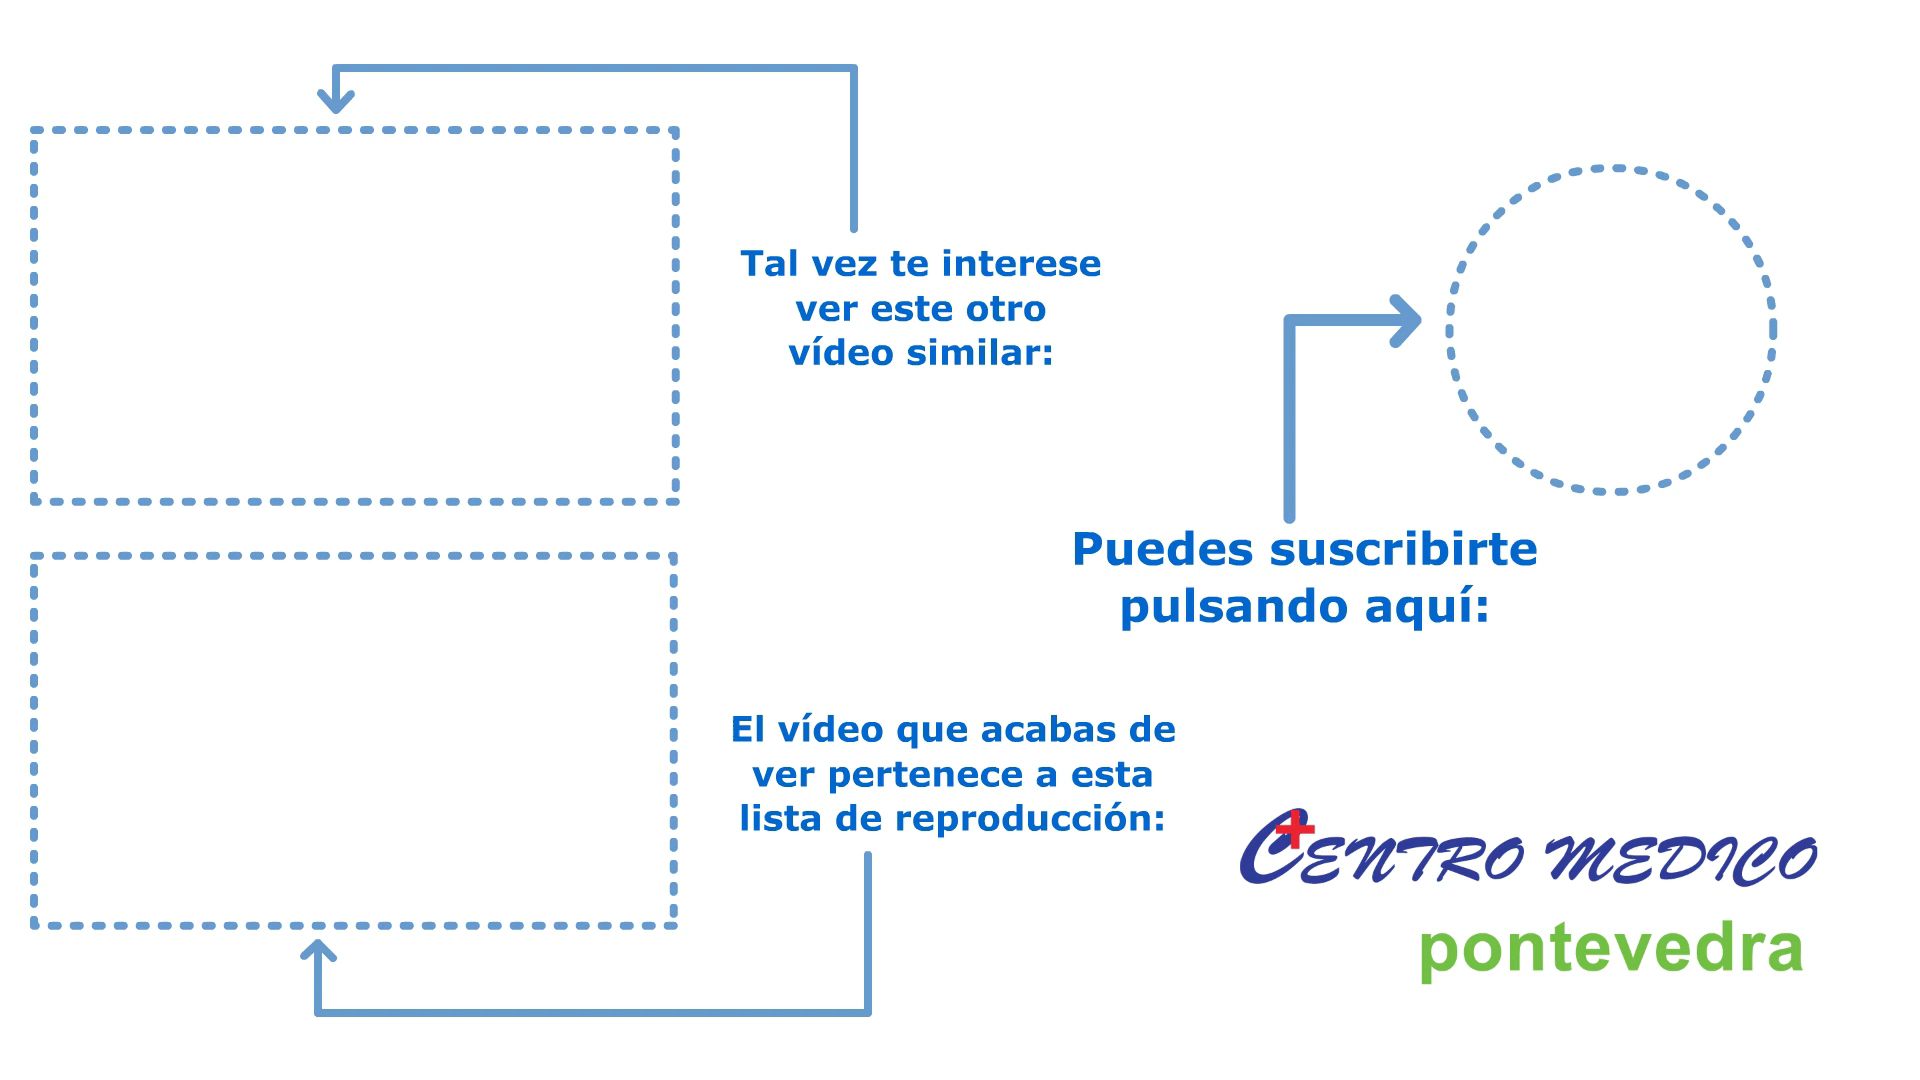 Tal vez te interese
ver este otro
vídeo similar:
Puedes suscribirte
pulsando aquí:
El vídeo que acabas de
ver pertenece a esta
lista de reproducción:
CENTRO MEDICO
pontevedra